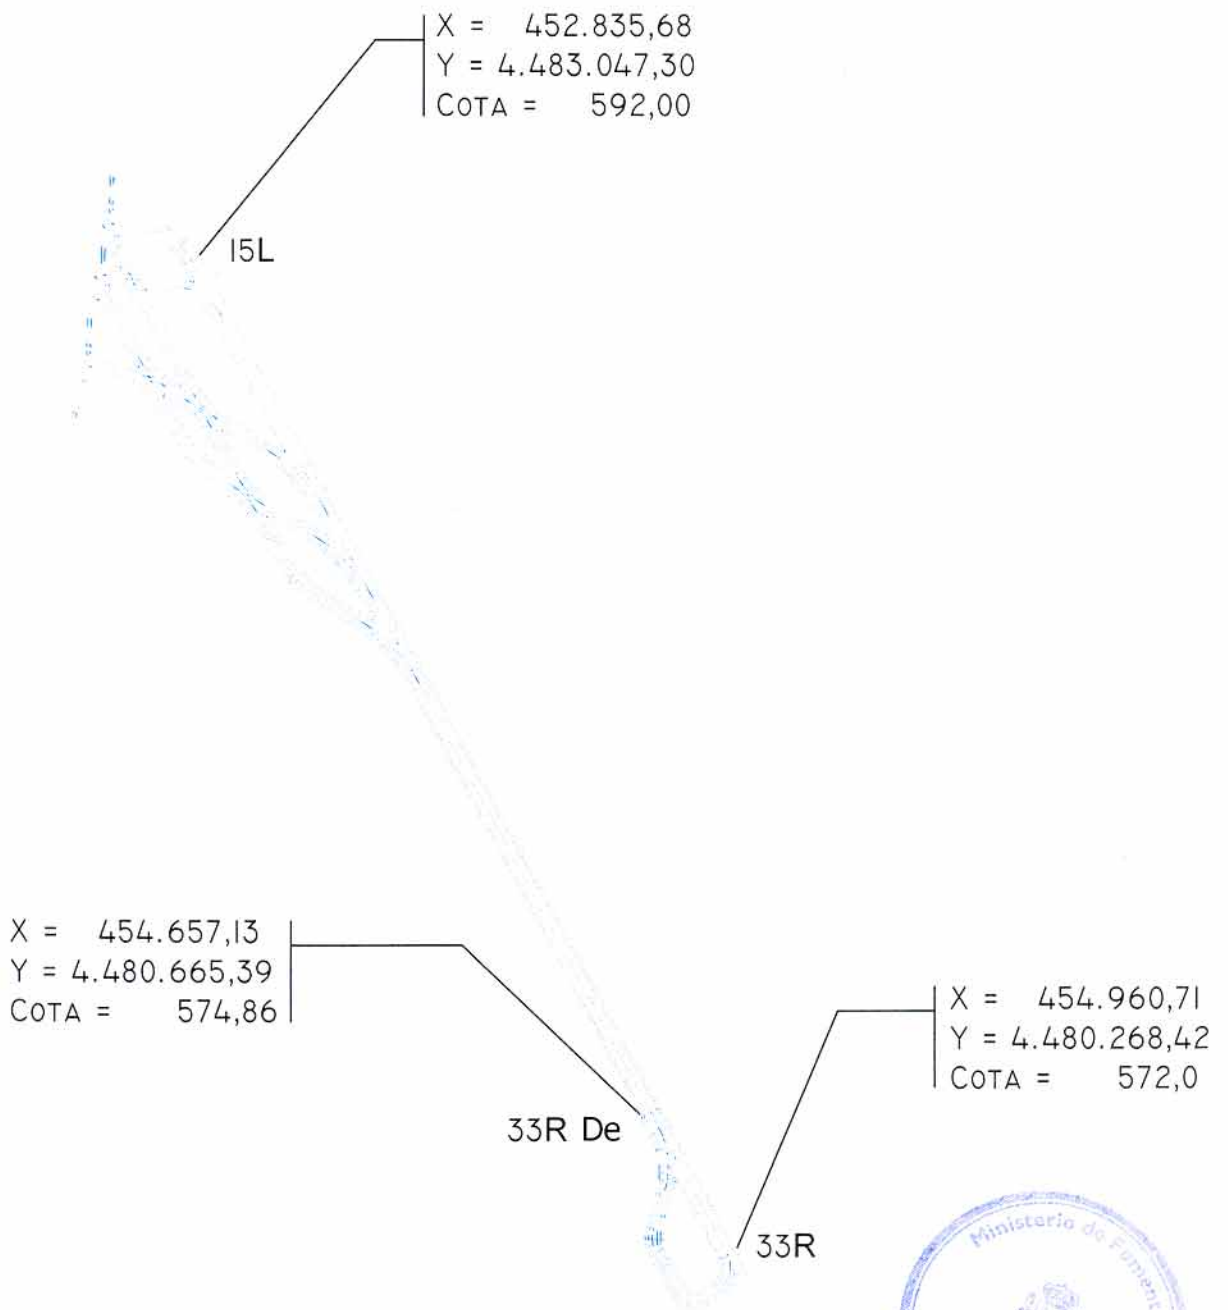 X = 452.835,68
Y = 4.483.047,30
COTA = 592,00
15L
X = 454.657,13
Y = 4.480.665,39
COTA = 574,86
X = 454.960,71
Y = 4.480.268,42
COTA = 572,0
33R De
33R
Ministerio de Fomen